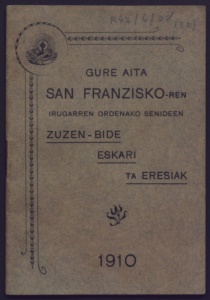 GURE AITA
SAN FRANZISKO-REN
IRUGARREN ORDENAKO SENIDEEN
ZUZEN-BIDE
ESKARI
TA ERESIAK
1910